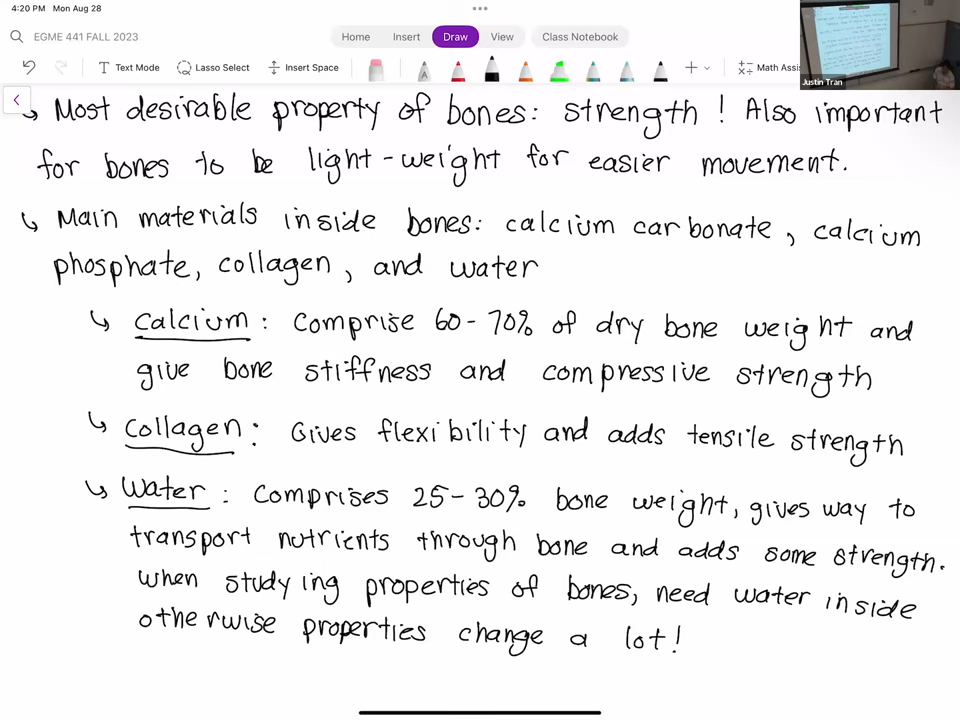 4:20 PM Mon Aug 28
EGME 441 FALL 2023
Home Insert Draw View Class Notebook
Text Mode Lasso Select Insert Space Math Assis
Justin Tran
Most desirable property of bones: strength! Also important
for bones to be light-weight for easier movement.
Main materials inside bones: calcium carbonate, calcium
phosphate, collagen, and water
calcium: comprise 60-70% of dry bone weight and
give bone stiffness and compressive strength
collagen: Gives flexibility and adds tensile strength
Water: comprises 25-30% bone weight, gives way to
transport nutrients through bone and adds some strength.
when studying properties of bones, need water inside
otherwise properties change a lot!